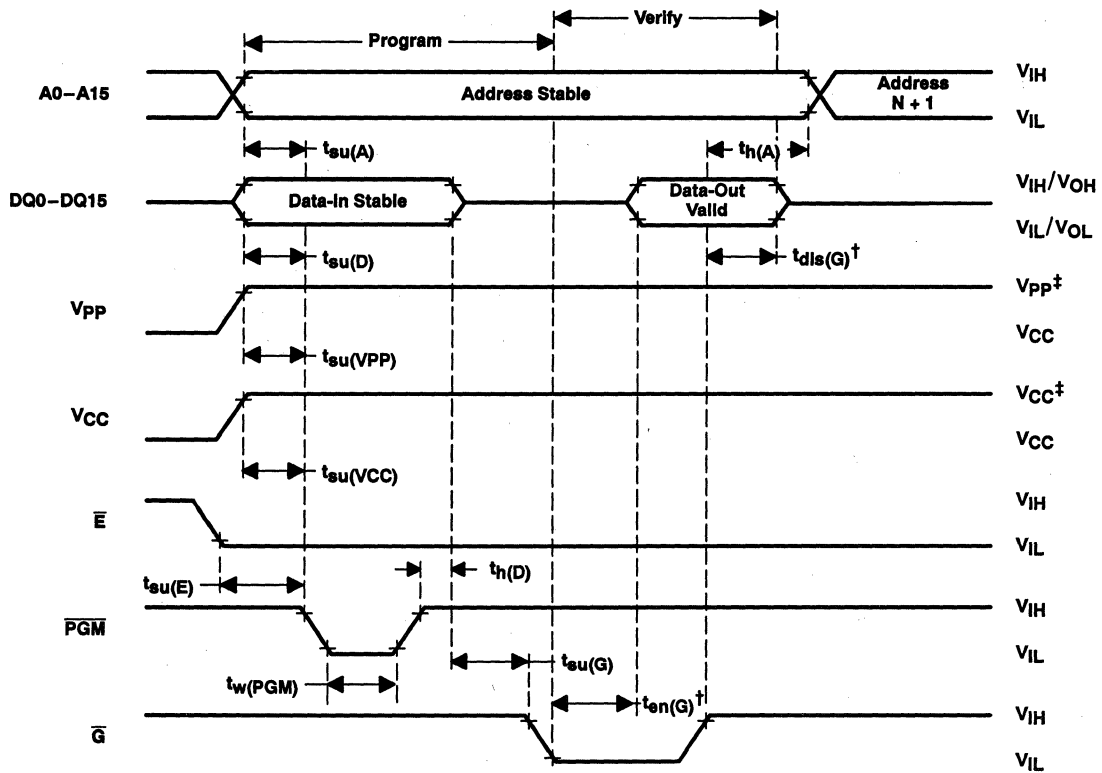 Verify
Program
A0–A15
Address Stable
Address
N + 1
VIH
VIL
tsu(A)
th(A)
DQ0–DQ15
Data-In Stable
Data-Out
Valid
VIH/VOH
VIL/VOL
tsu(D)
tdis(G)†
VPP
VPP‡
VCC
tsu(VPP)
VCC
VCC‡
VCC
tsu(VCC)
E
VIH
VIL
tsu(E)
th(D)
PGM
VIH
VIL
tsu(G)
tw(PGM)
ten(G)†
G
VIH
VIL